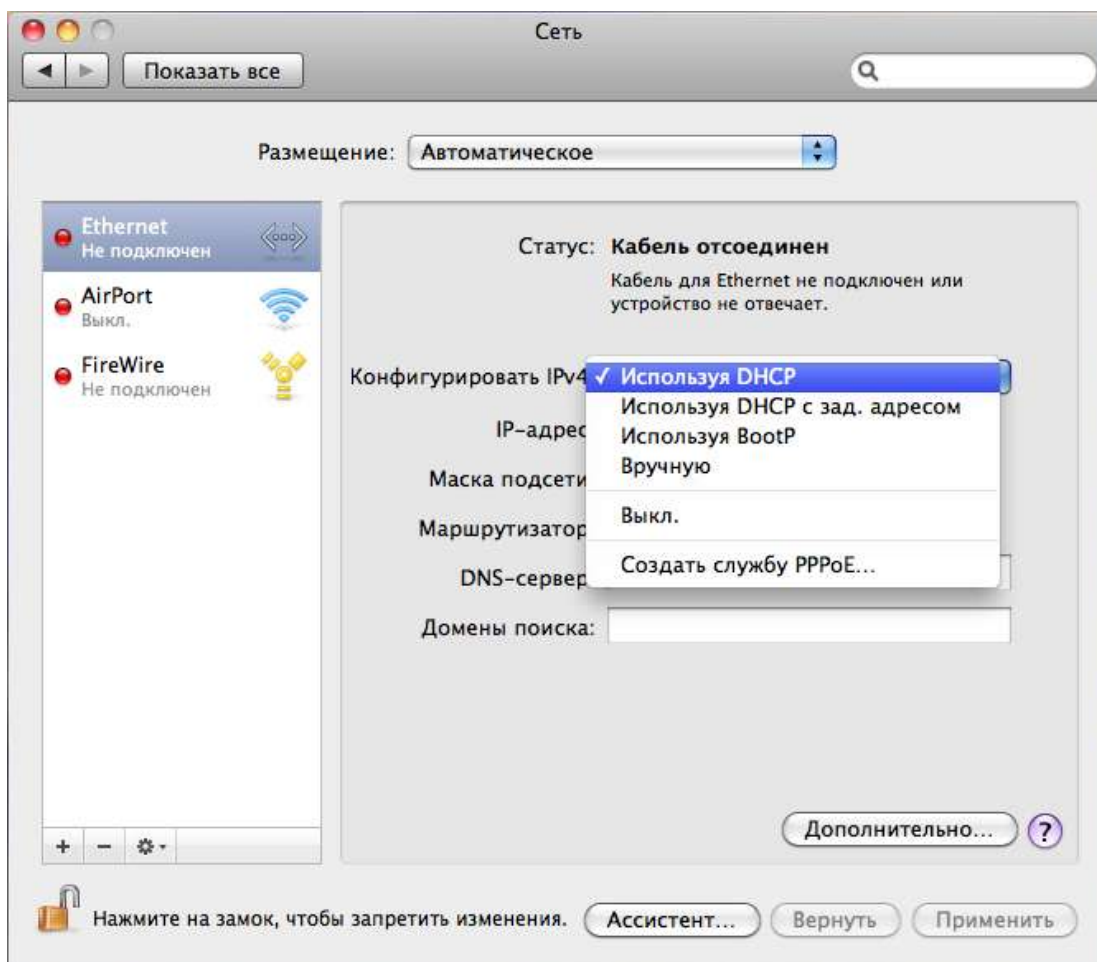 Сеть
Показать все
Размещение: Автоматическое
Ethernet
Не подключен
AirPort
Выкл.
FireWire
Не подключен
Статус: Кабель отсоединен
Кабель для Ethernet не подключен или
устройство не отвечает.
Конфигурировать IPv4 ✓ Используя DHCP
Используя DHCP с зад. адресом
Используя BootP
Вручную
Выкл.
Создать службу PPPoE...
IP-адрес
Маска подсети
Маршрутизатор
DNS-сервер
Домены поиска:
Дополнительно... ?
+ −
Нажмите на замок, чтобы запретить изменения. Ассистент... Вернуть Применить